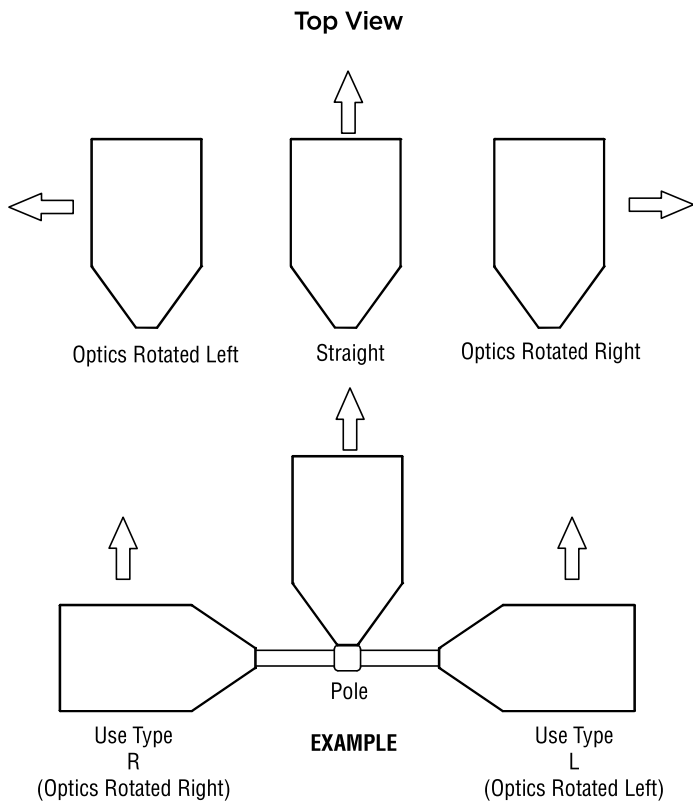 Top View
Optics Rotated Left
Straight
Optics Rotated Right
Pole
Use Type
R
(Optics Rotated Right)
EXAMPLE
Use Type
L
(Optics Rotated Left)